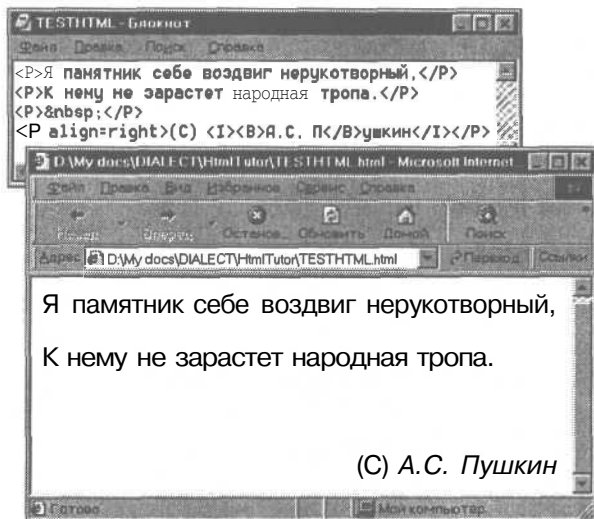 TESTHTML - Блокнот
Файл Правка Поиск Справка
<P>Я памятник себе воздвиг нерукотворный,</P>
<P>К нему не зарастет народная тропа.</P>
<P>&nbsp;</P>
<P align=right>(C) <I><B>А.С. П</B>ушкин</I></P>
D:\My docs\DIALECT\HtmlTutor\TESTHTML.html - Microsoft Internet
Файл Правка Вид Избранное Сервис Справка
Назад Вперед Останов.. Обновить Домой Поиск
Адрес D:\My docs\DIALECT\HtmlTutor\TESTHTML.html Переход Ссылки
Я памятник себе воздвиг нерукотворный,
К нему не зарастет народная тропа.
(С) А.С. Пушкин
Готово Мой компьютер